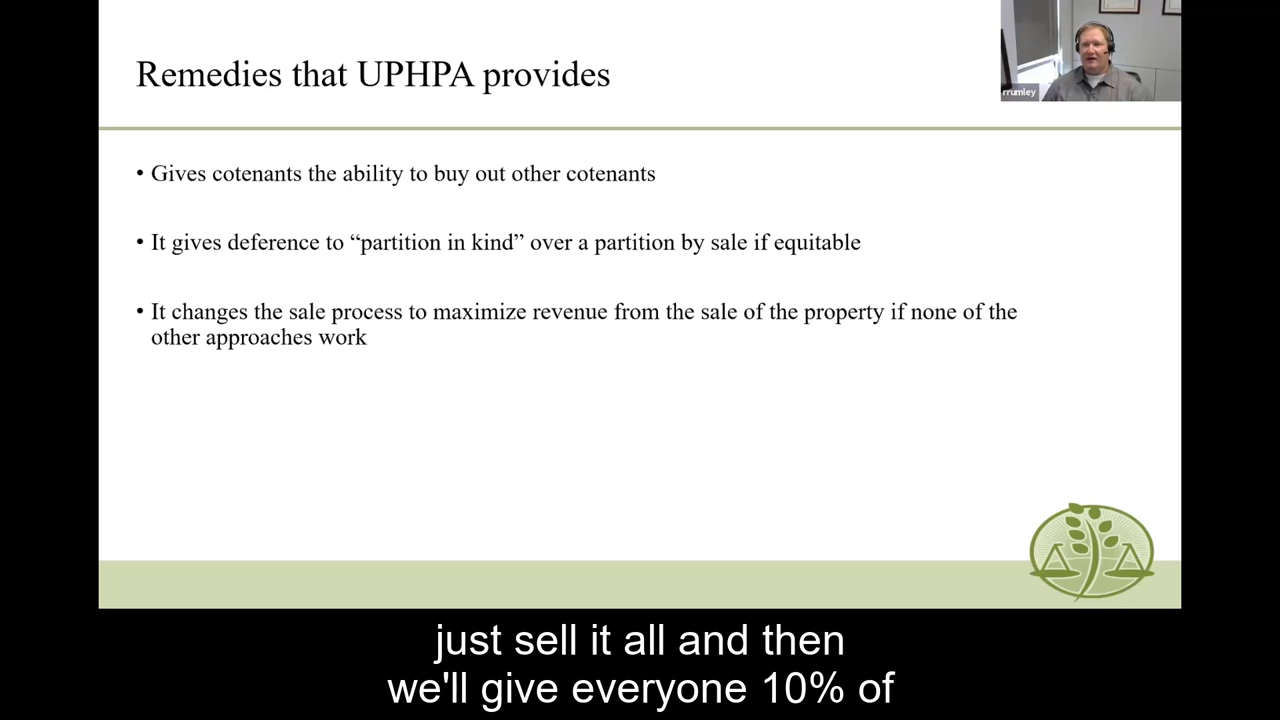 Remedies that UPHPA provides
rrumley
• Gives cotenants the ability to buy out other cotenants
• It gives deference to “partition in kind” over a partition by sale if equitable
• It changes the sale process to maximize revenue from the sale of the property if none of the
other approaches work
just sell it all and then
we'll give everyone 10% of